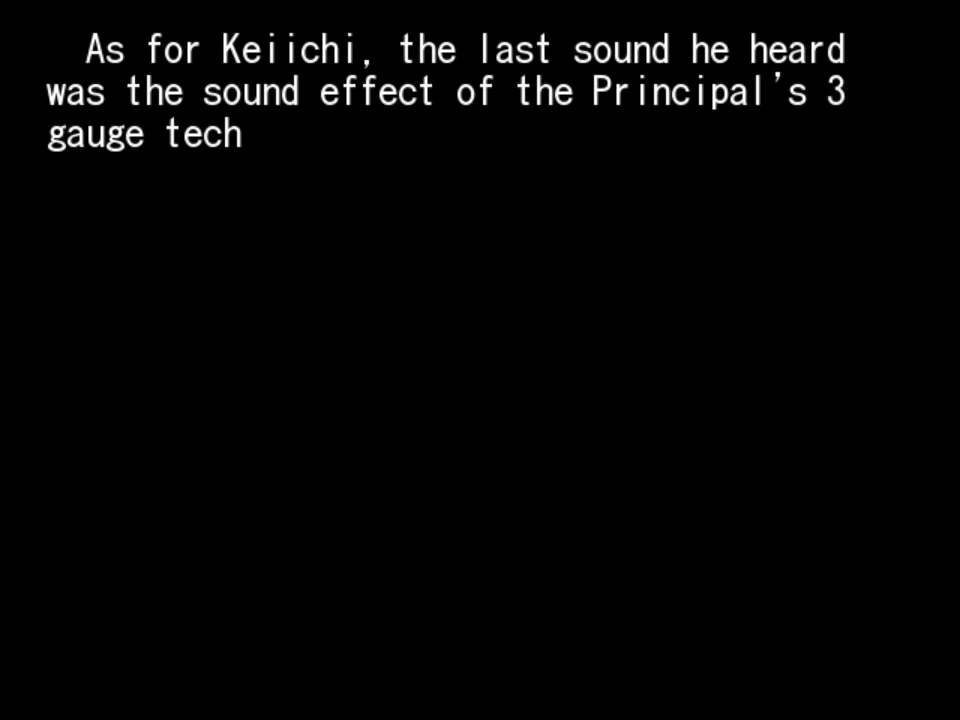 As for Keiichi, the last sound he heard
was the sound effect of the Principal's 3
gauge tech